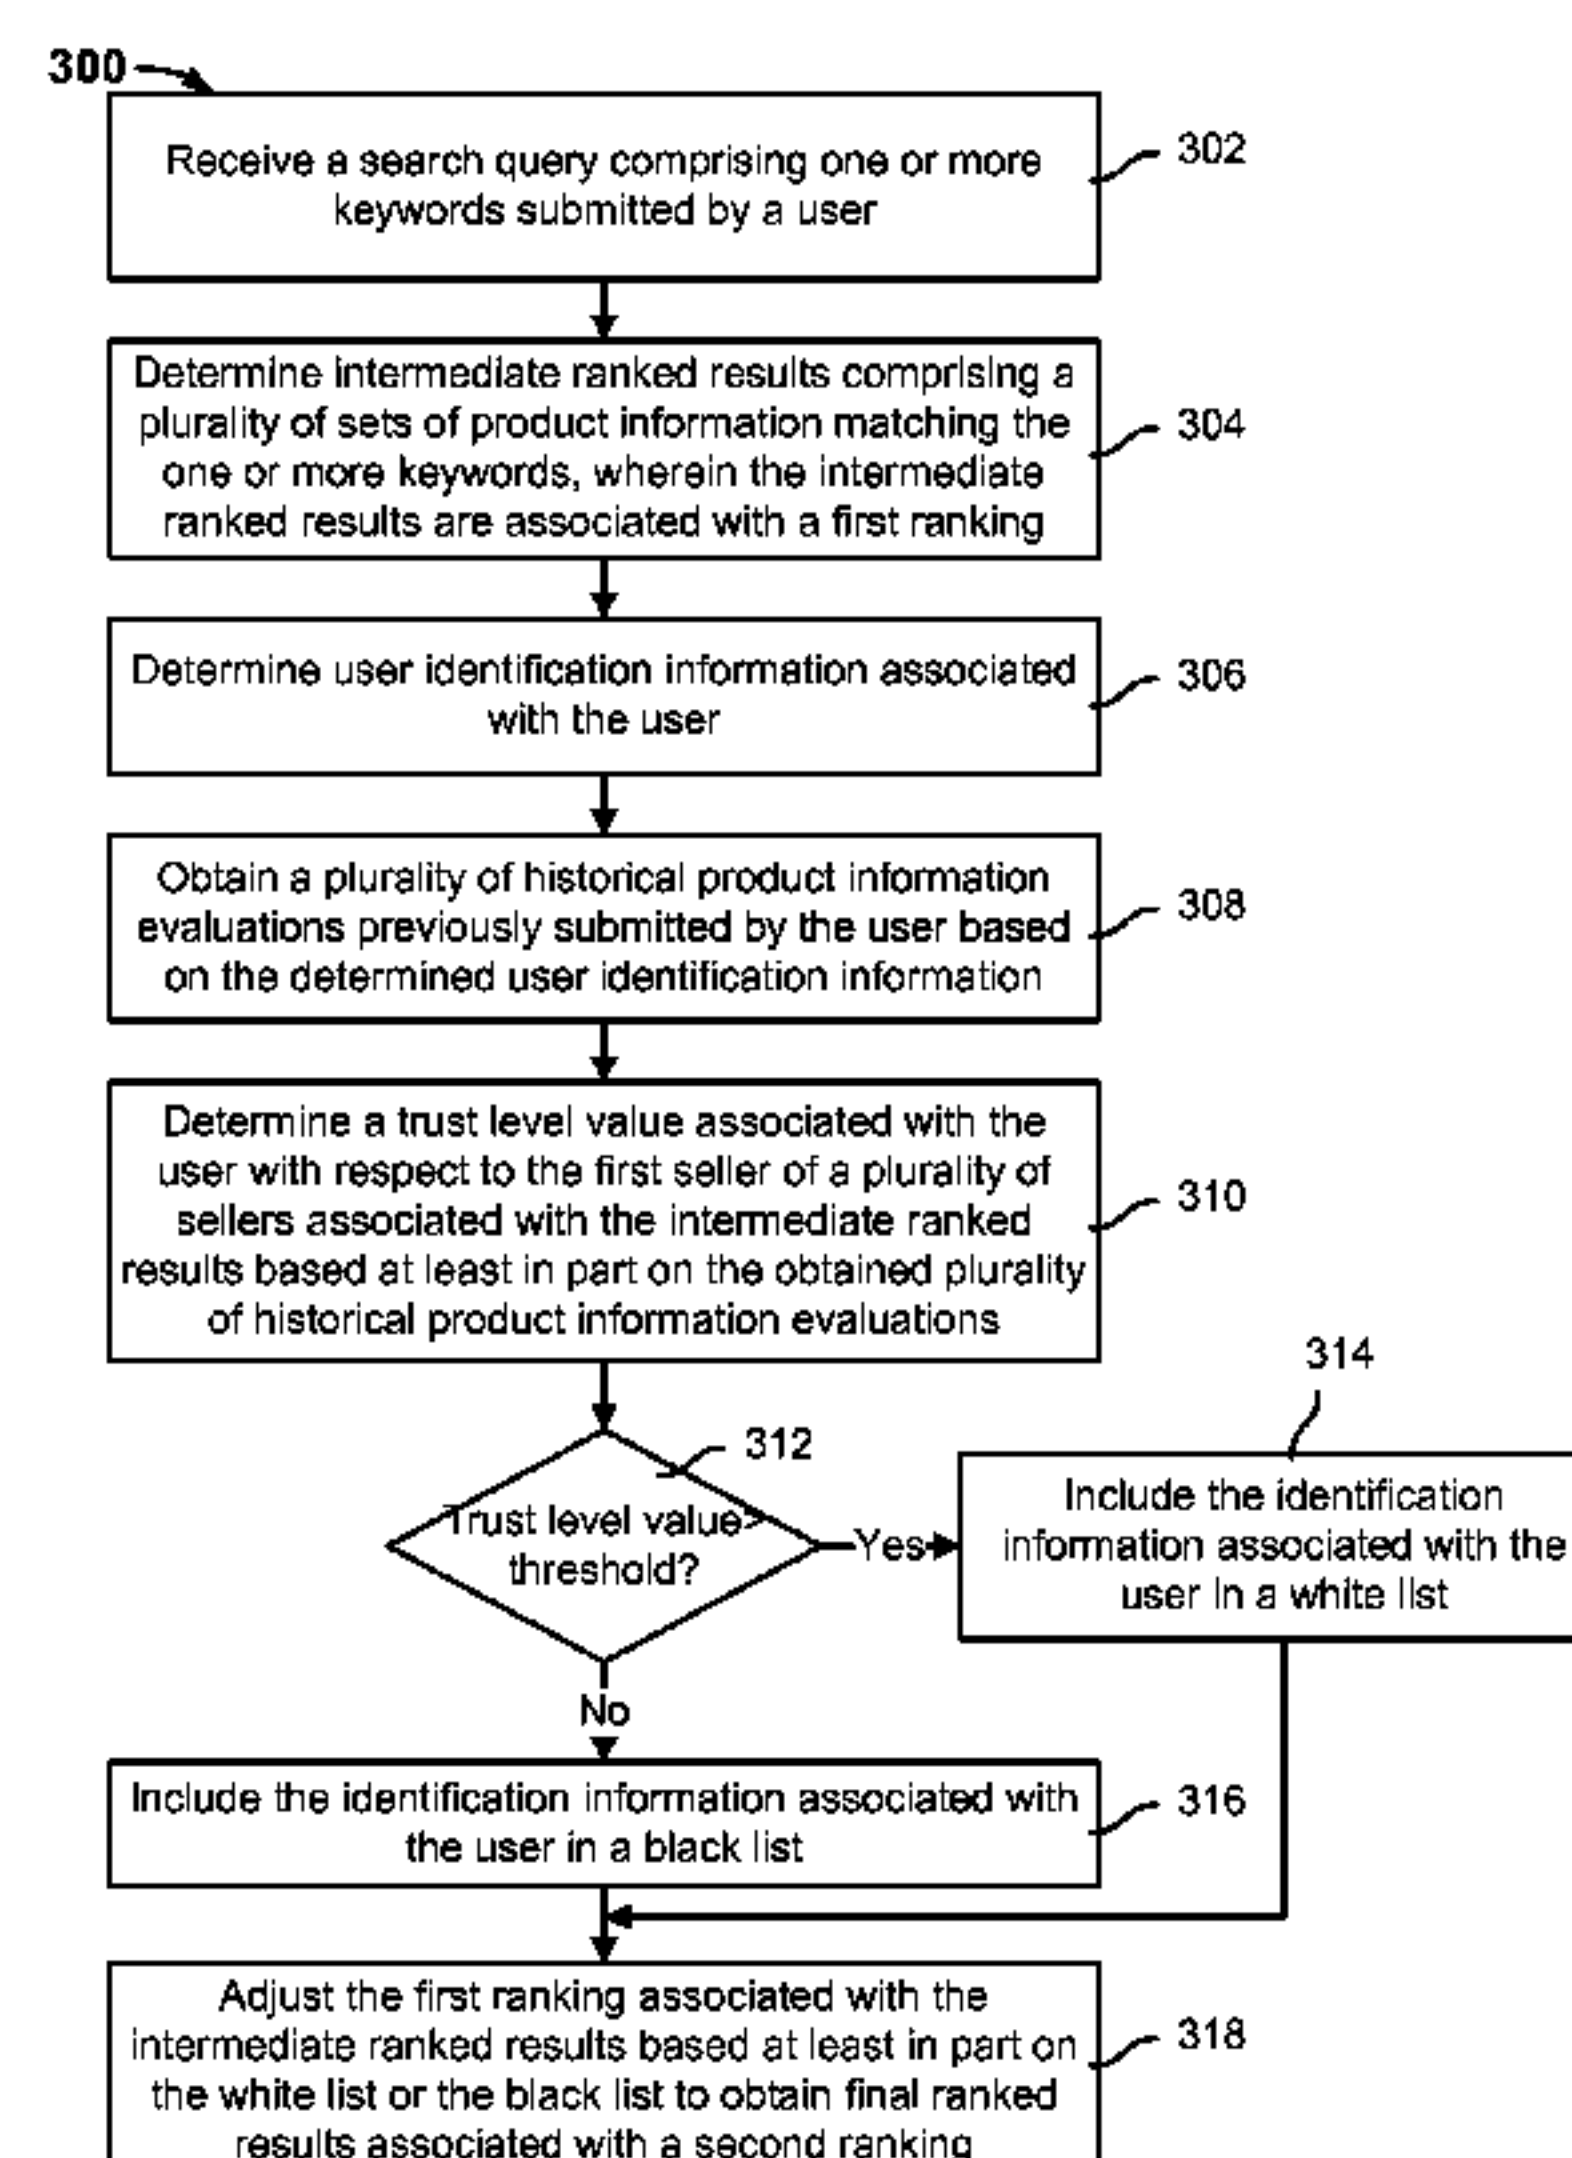 300
Receive a search query comprising one or more
keywords submitted by a user
302
Determine intermediate ranked results comprising a
plurality of sets of product information matching the
one or more keywords, wherein the intermediate
ranked results are associated with a first ranking
304
Determine user identification information associated
with the user
306
Obtain a plurality of historical product information
evaluations previously submitted by the user based
on the determined user identification information
308
Determine a trust level value associated with the
user with respect to the first seller of a plurality of
sellers associated with the intermediate ranked
results based at least in part on the obtained plurality
of historical product information evaluations
310
312
Trust level value>
threshold?
Yes
314
Include the identification
information associated with the
user in a white list
No
Include the identification information associated with
the user in a black list
316
Adjust the first ranking associated with the
intermediate ranked results based at least in part on
the white list or the black list to obtain final ranked
results associated with a second ranking
318